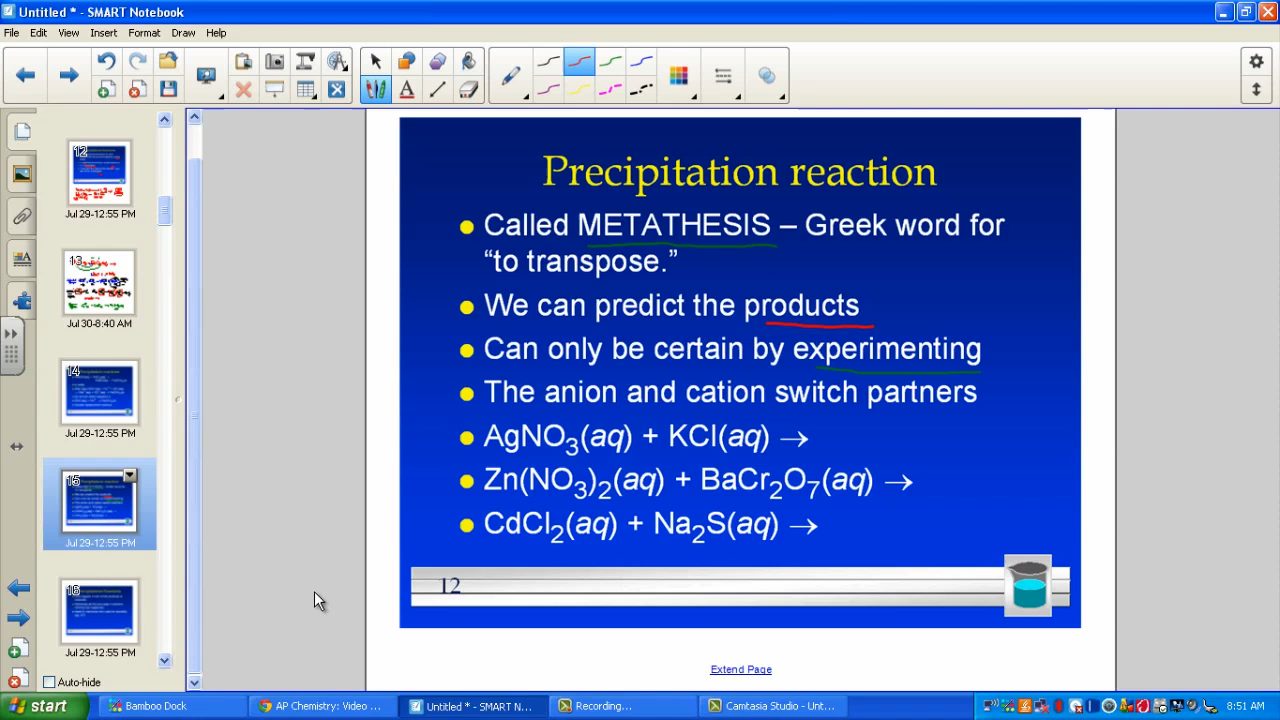 Untitled * - SMART Notebook
File Edit View Insert Format Draw Help
12
Jul 29-12:55 PM
13
Jul 30-8:40 AM
14
Jul 29-12:55 PM
15
Jul 29-12:55 PM
16
Jul 29-12:55 PM
Auto-hide
Precipitation reaction
Called METATHESIS – Greek word for
“to transpose.”
We can predict the products
Can only be certain by experimenting
The anion and cation switch partners
AgNO₃(aq) + KCl(aq) →
Zn(NO₃)₂(aq) + BaCr₂O₇(aq) →
CdCl₂(aq) + Na₂S(aq) →
12
Extend Page
start Bamboo Dock AP Chemistry: Video ... Untitled * - SMART N... Recording... Camtasia Studio - Unt... 8:51 AM